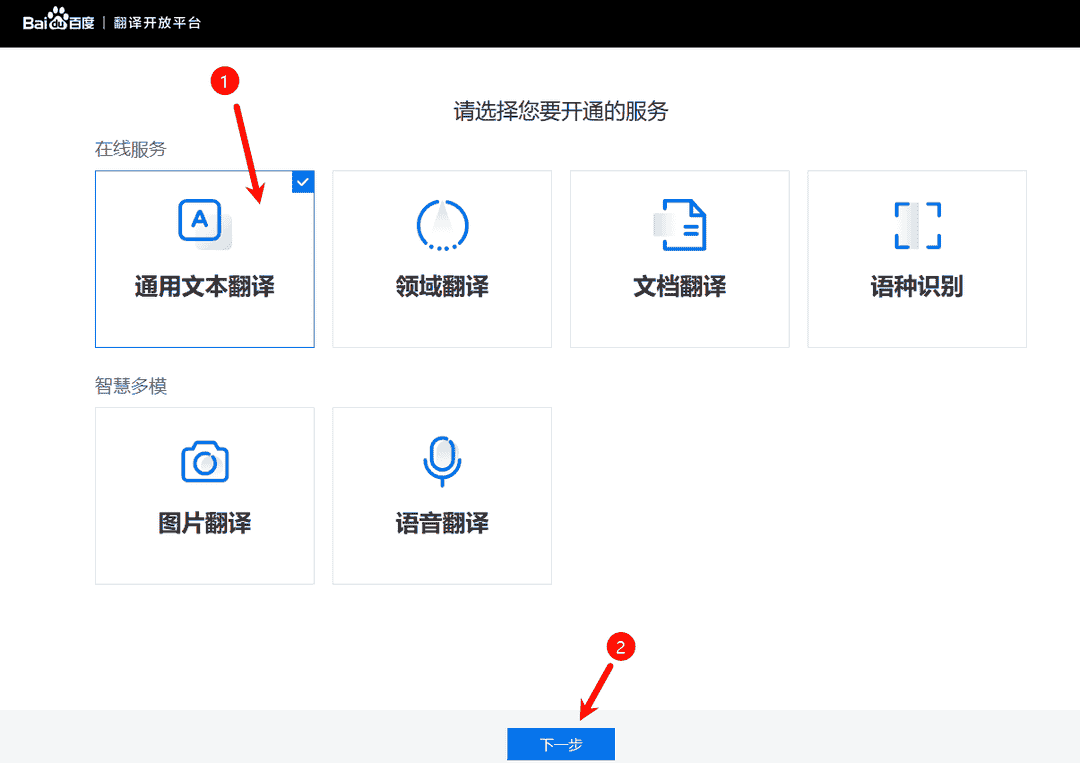 Bai du 百度 | 翻译开放平台
1
请选择您要开通的服务
在线服务
A
通用文本翻译
领域翻译
文档翻译
语种识别
智慧多模
图片翻译
语音翻译
2
下一步